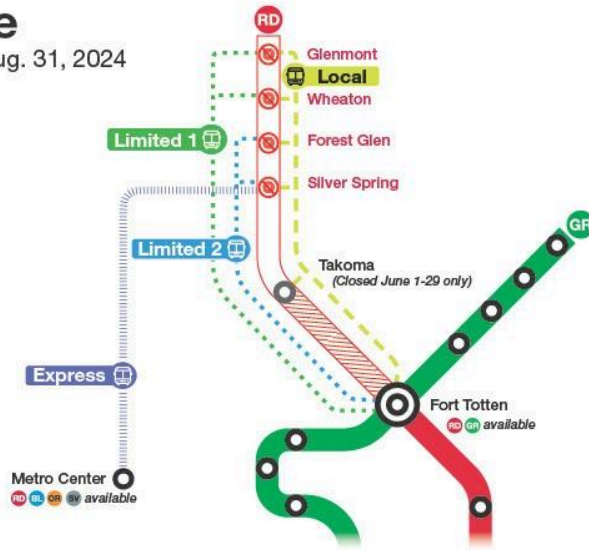 e
ug. 31, 2024
RD
Glenmont
Local
Wheaton
Limited 1
Forest Glen
Silver Spring
GR
Limited 2
Takoma
(Closed June 1-29 only)
Express
Fort Totten
RD GR available
Metro Center
RD BL OR SV available